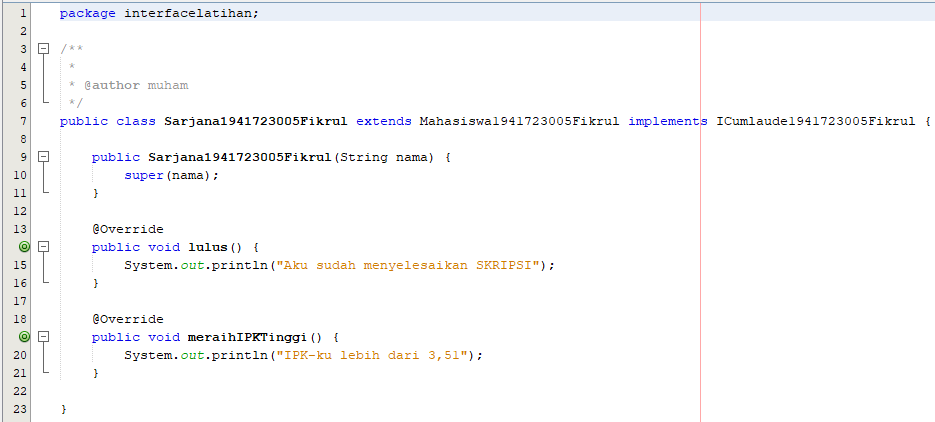 1 package interfacelatihan;
2
3 /**
4 *
5 * @author muham
6 */
7 public class Sarjana1941723005Fikrul extends Mahasiswa1941723005Fikrul implements ICumlaude1941723005Fikrul {
8
9 public Sarjana1941723005Fikrul(String nama) {
10 super(nama);
11 }
12
13 @Override
public void lulus() {
15 System.out.println("Aku sudah menyelesaikan SKRIPSI");
16 }
17
18 @Override
public void meraihIPKTinggi() {
20 System.out.println("IPK-ku lebih dari 3,51");
21 }
22
23 }